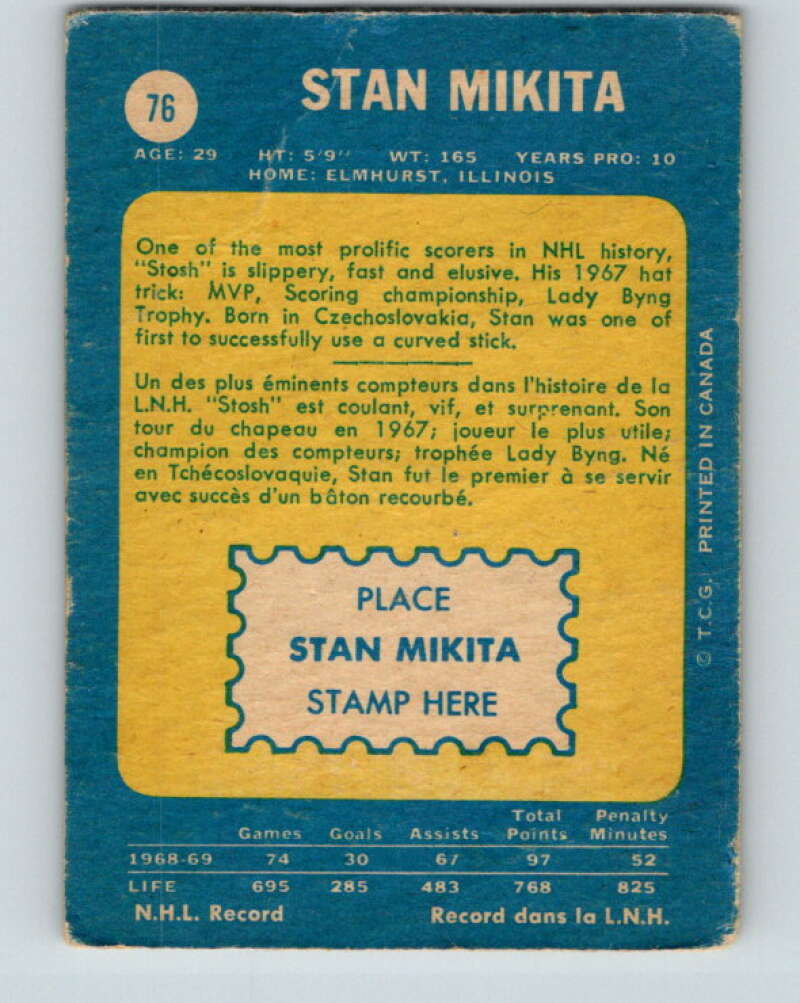 76
STAN MIKITA
AGE: 29 HT: 5'9" WT: 165 YEARS PRO: 10
HOME: ELMHURST, ILLINOIS
One of the most prolific scorers in NHL history,
"Stosh" is slippery, fast and elusive. His 1967 hat
trick: MVP, Scoring championship, Lady Byng
Trophy. Born in Czechoslovakia, Stan was one of
first to successfully use a curved stick.
Un des plus éminents compteurs dans l'histoire de la
L.N.H. "Stosh" est coulant, vif, et surprenant. Son
tour du chapeau en 1967; joueur le plus utile;
champion des compteurs; trophée Lady Byng. Né
en Tchécoslovaquie, Stan fut le premier à se servir
avec succès d'un bâton recourbé.
PLACE
STAN MIKITA
STAMP HERE
© T.C.G. PRINTED IN CANADA
Total Penalty
Games Goals Assists Points Minutes
1968-69 74 30 67 97 52
LIFE 695 285 483 768 825
N.H.L. Record Record dans la L.N.H.